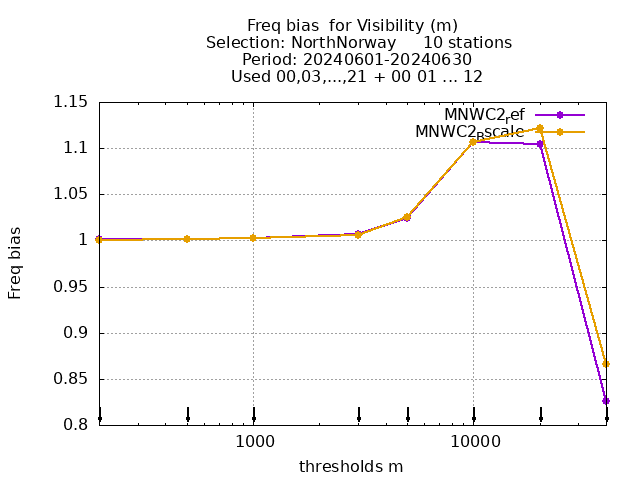 Freq bias  for Visibility (m)
Selection: NorthNorway     10 stations
Period: 20240601-20240630
Used 00,03,...,21 + 00 01 ... 12
1.15
1.1
1.05
1
0.95
0.9
0.85
0.8
Freq bias
MNWC2ref
MNWC2Bscale
1000
10000
thresholds m